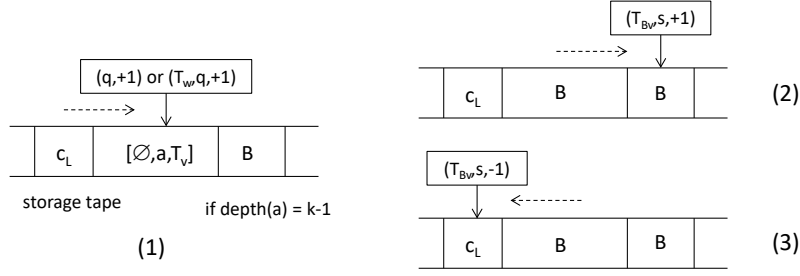 (q,+1) or (T_w,q,+1)
c_L [∅,a,T_v] B
storage tape if depth(a) = k-1
(1)
(T_Bv,s,+1)
c_L B B (2)
(T_Bv,s,-1)
c_L B B (3)